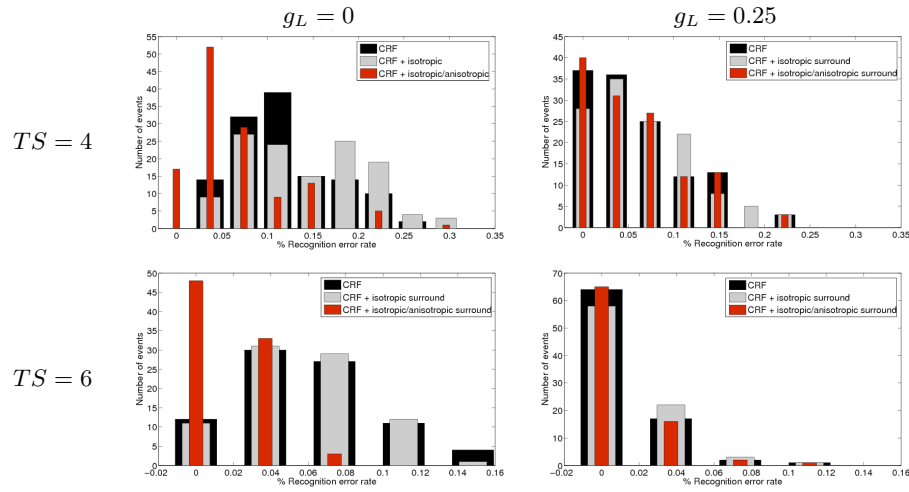 g_L = 0
g_L = 0.25
TS = 4
Number of events
55
50
45
40
35
30
25
20
15
10
5
0
CRF
CRF + isotropic
CRF + isotropic/anisotropic
0 0.05 0.1 0.15 0.2 0.25 0.3 0.35
% Recognition error rate
Number of events
45
40
35
30
25
20
15
10
5
0
CRF
CRF + isotropic surround
CRF + isotropic/anisotropic surround
0 0.05 0.1 0.15 0.2 0.25 0.3 0.35
% Recognition error rate
TS = 6
Number of events
50
45
40
35
30
25
20
15
10
5
0
CRF
CRF + isotropic surround
CRF + isotropic/anisotropic surround
-0.02 0 0.02 0.04 0.06 0.08 0.1 0.12 0.14 0.16
% Recognition error rate
Number of events
70
60
50
40
30
20
10
0
CRF
CRF + isotropic surround
CRF + isotropic/anisotropic surround
−0.02 0 0.02 0.04 0.06 0.08 0.1 0.12 0.14 0.16
% Recognition error rate